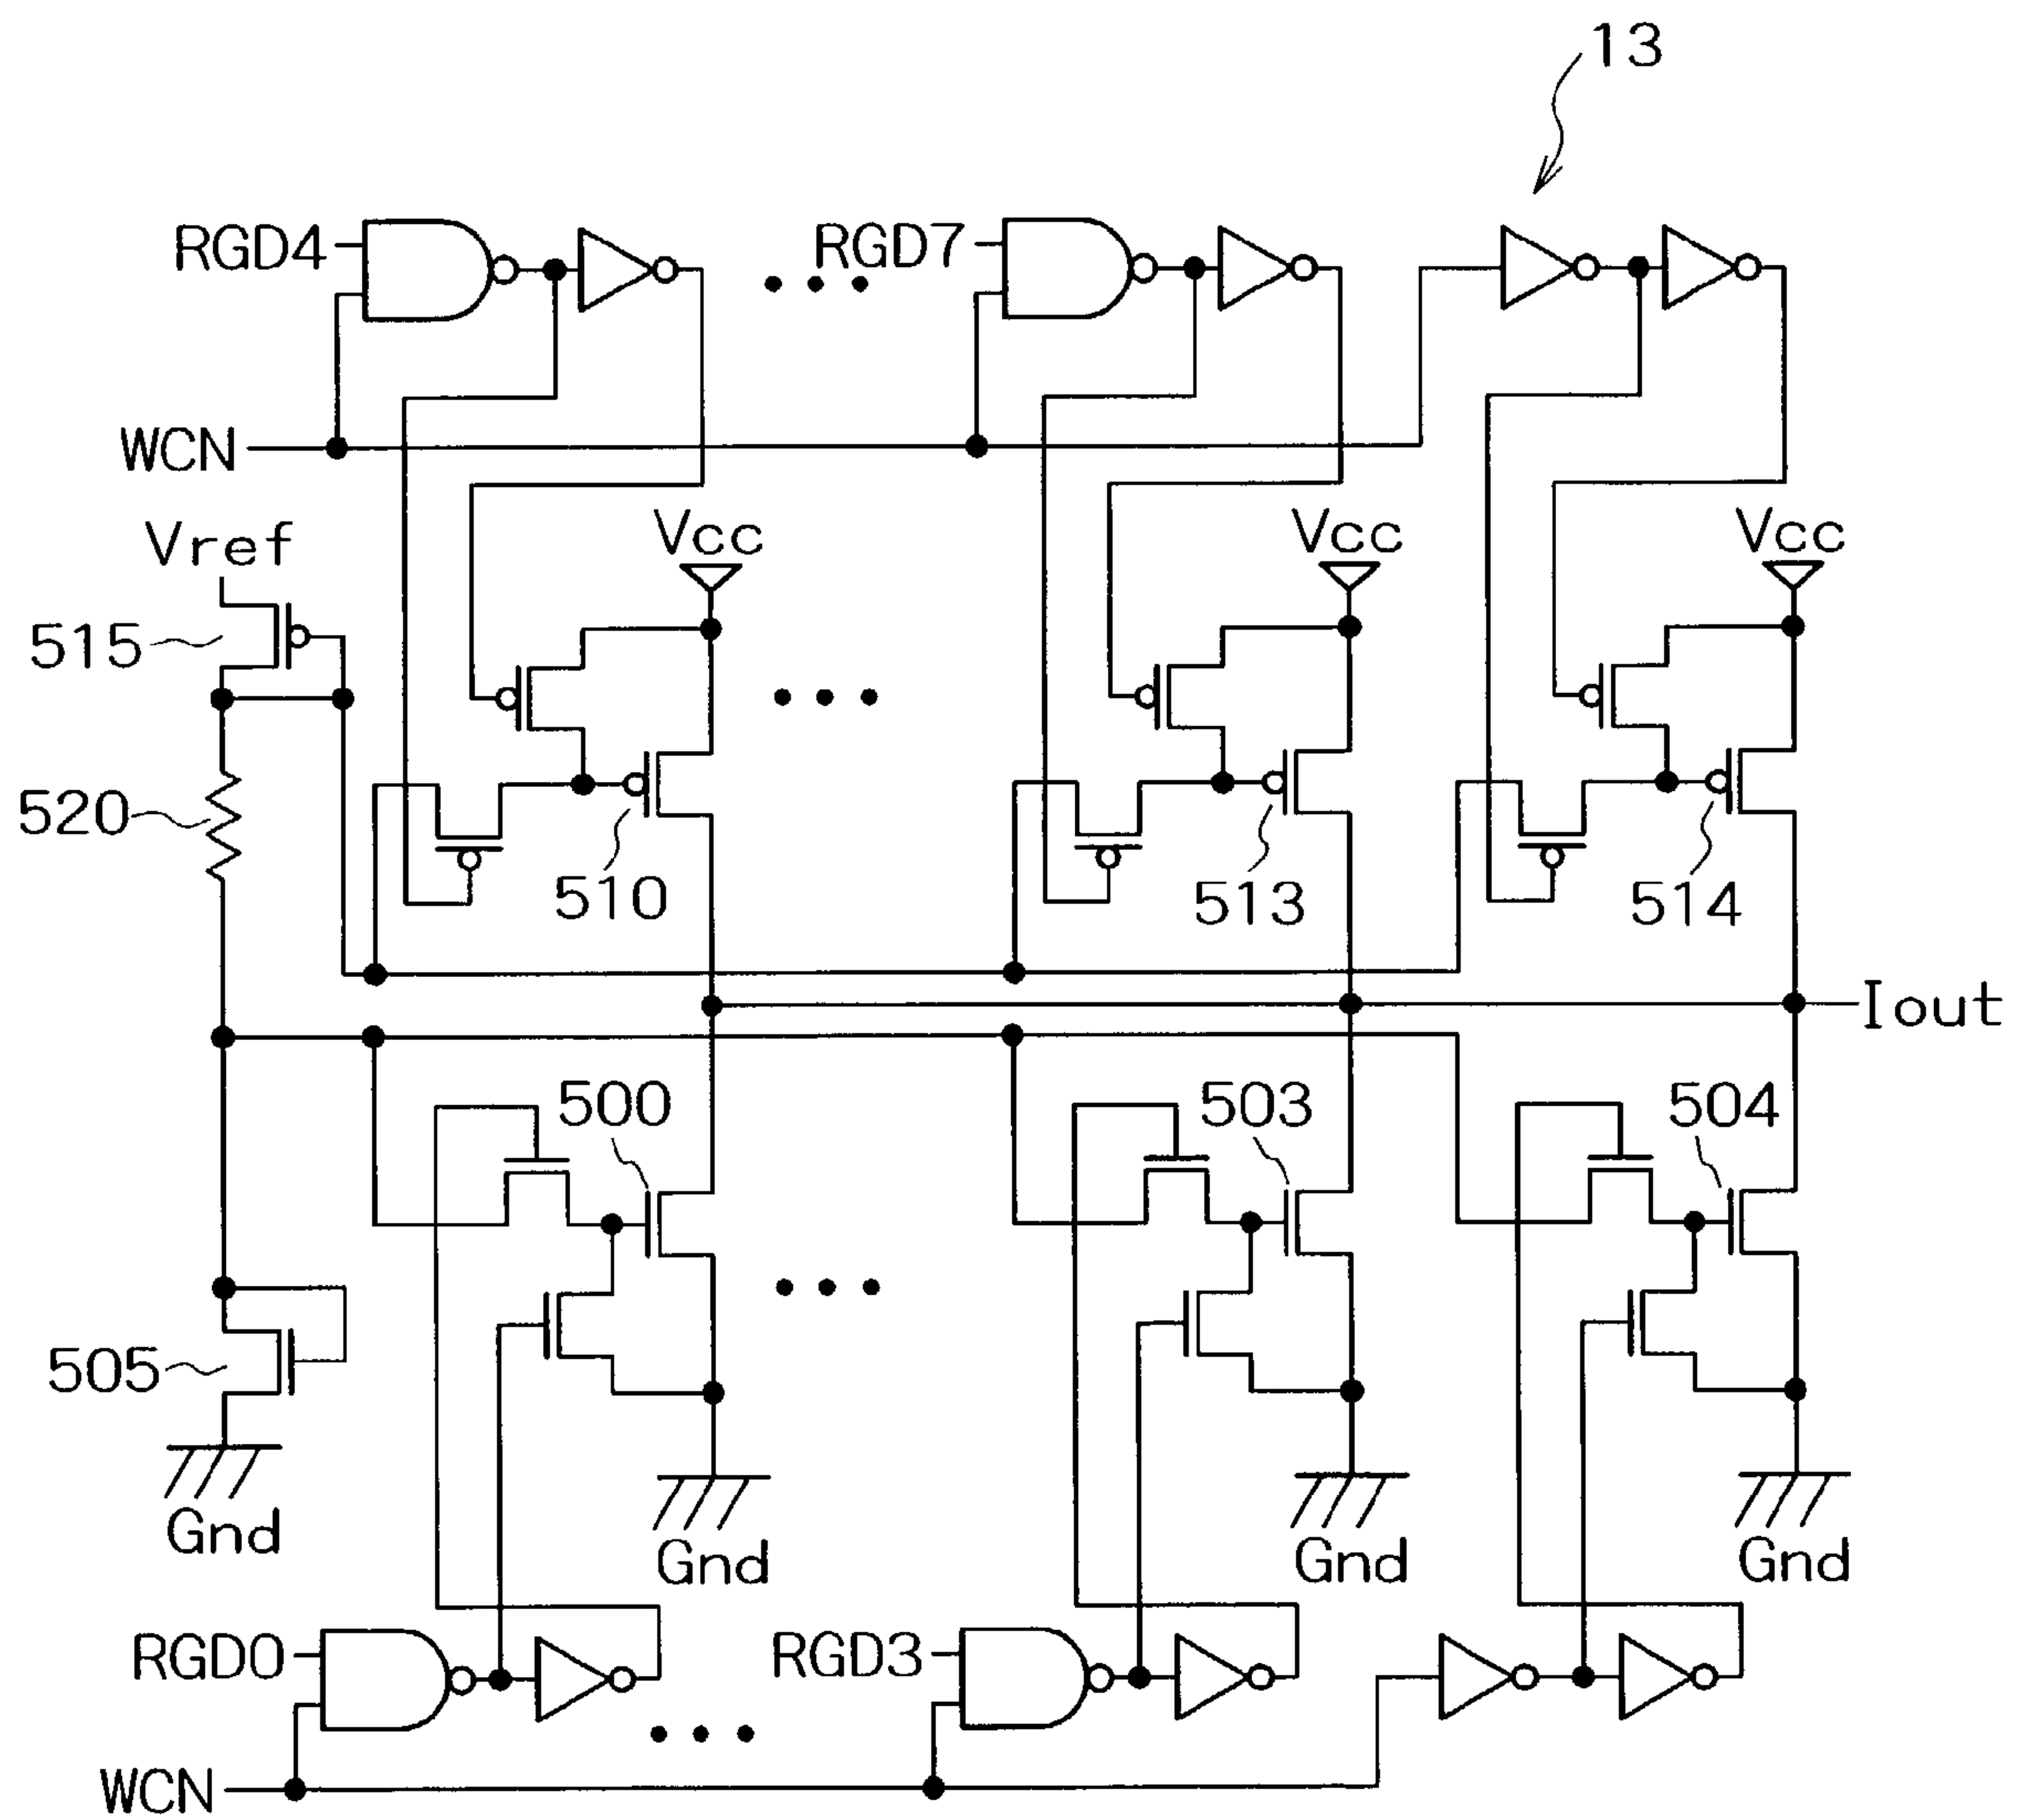 13
RGD4
RGD7
WCN
Vref
Vcc
Vcc
Vcc
515
520
510
513
514
Iout
500
503
504
505
Gnd
Gnd
Gnd
Gnd
RGD0
RGD3
WCN